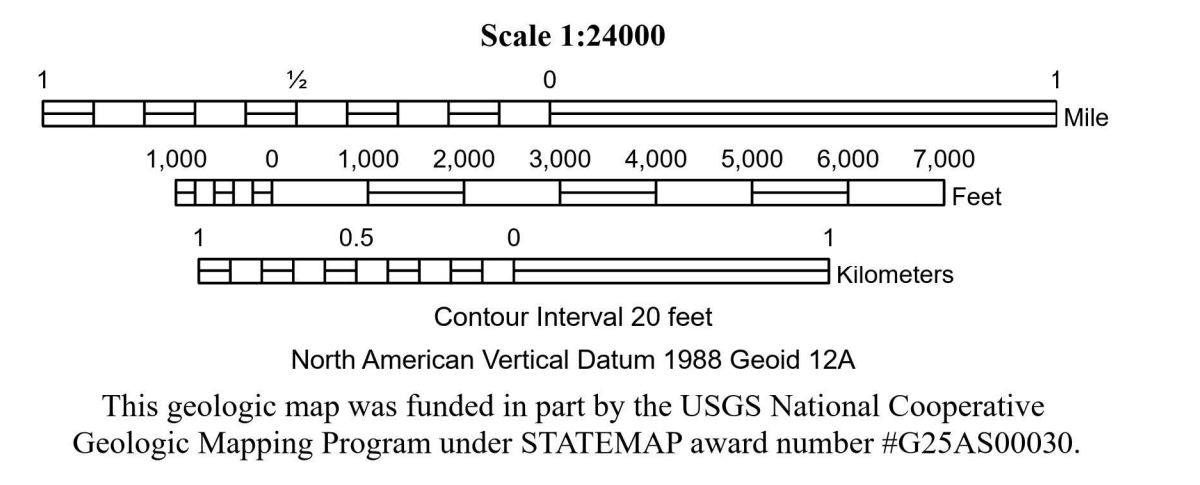 Scale 1:24000
1 ½ 0 1
Mile
1,000 0 1,000 2,000 3,000 4,000 5,000 6,000 7,000
Feet
1 0.5 0 1
Kilometers
Contour Interval 20 feet
North American Vertical Datum 1988 Geoid 12A
This geologic map was funded in part by the USGS National Cooperative
Geologic Mapping Program under STATEMAP award number #G25AS00030.